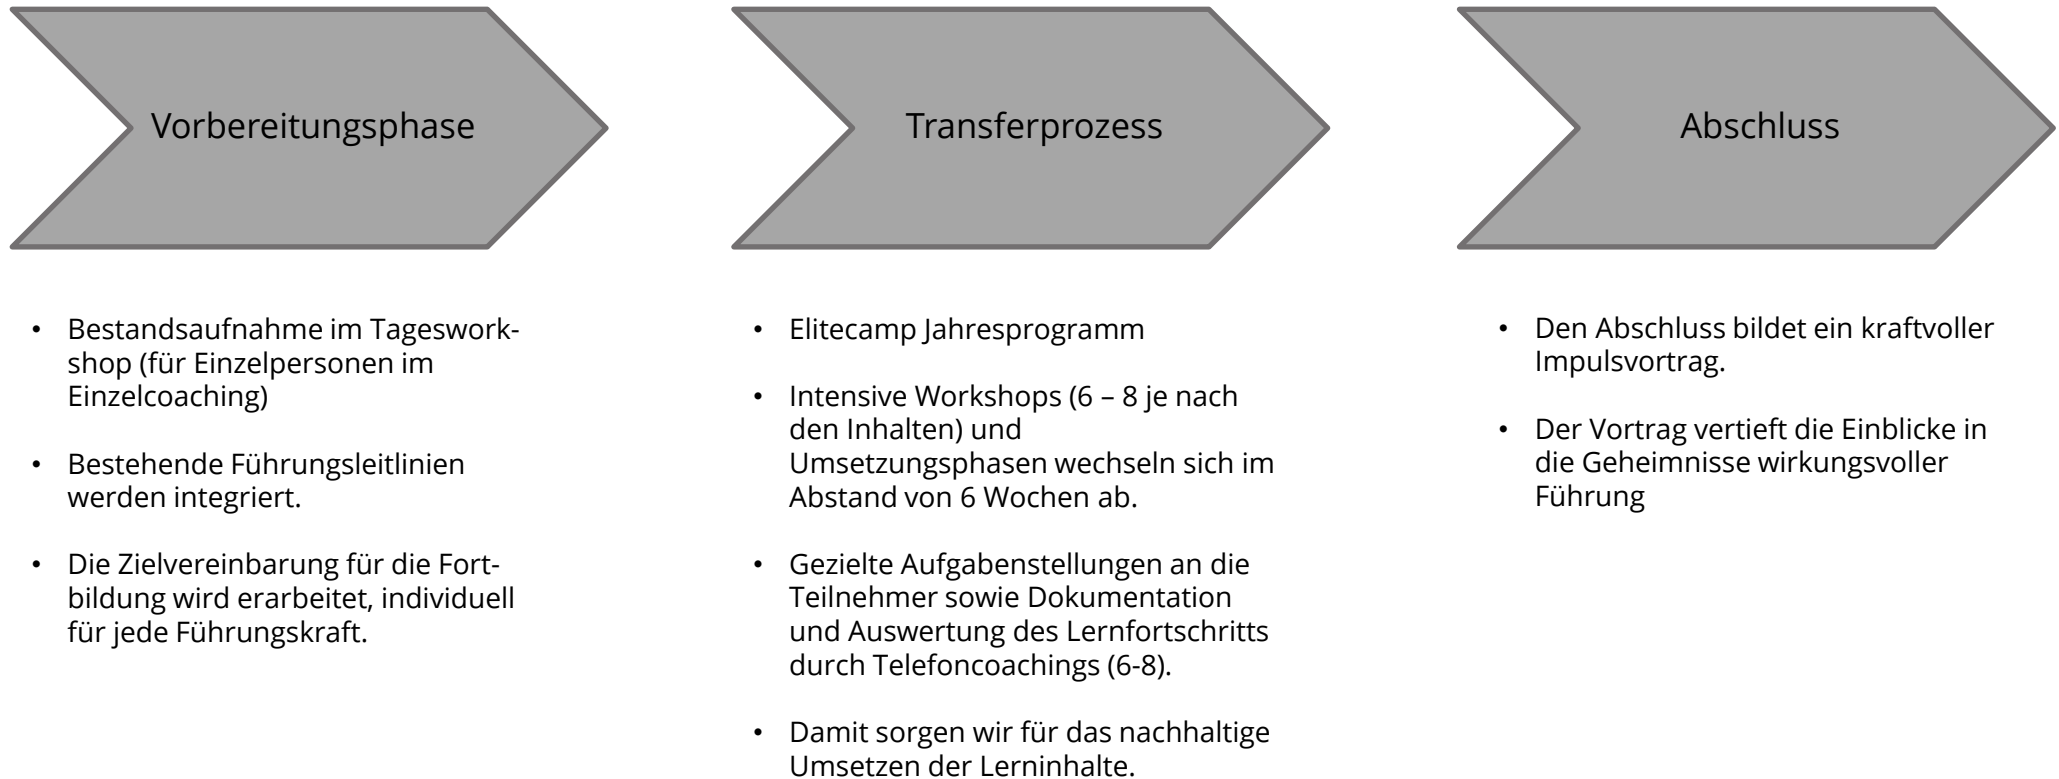 Vorbereitungsphase
• Bestandsaufnahme im Tageswork-
shop (für Einzelpersonen im
Einzelcoaching)
• Bestehende Führungsleitlinien
werden integriert.
• Die Zielvereinbarung für die Fort-
bildung wird erarbeitet, individuell
für jede Führungskraft.
Transferprozess
• Elitecamp Jahresprogramm
• Intensive Workshops (6 – 8 je nach
den Inhalten) und
Umsetzungsphasen wechseln sich im
Abstand von 6 Wochen ab.
• Gezielte Aufgabenstellungen an die
Teilnehmer sowie Dokumentation
und Auswertung des Lernfortschritts
durch Telefoncoachings (6-8).
• Damit sorgen wir für das nachhaltige
Umsetzen der Lerninhalte.
Abschluss
• Den Abschluss bildet ein kraftvoller
Impulsvortrag.
• Der Vortrag vertieft die Einblicke in
die Geheimnisse wirkungsvoller
Führung